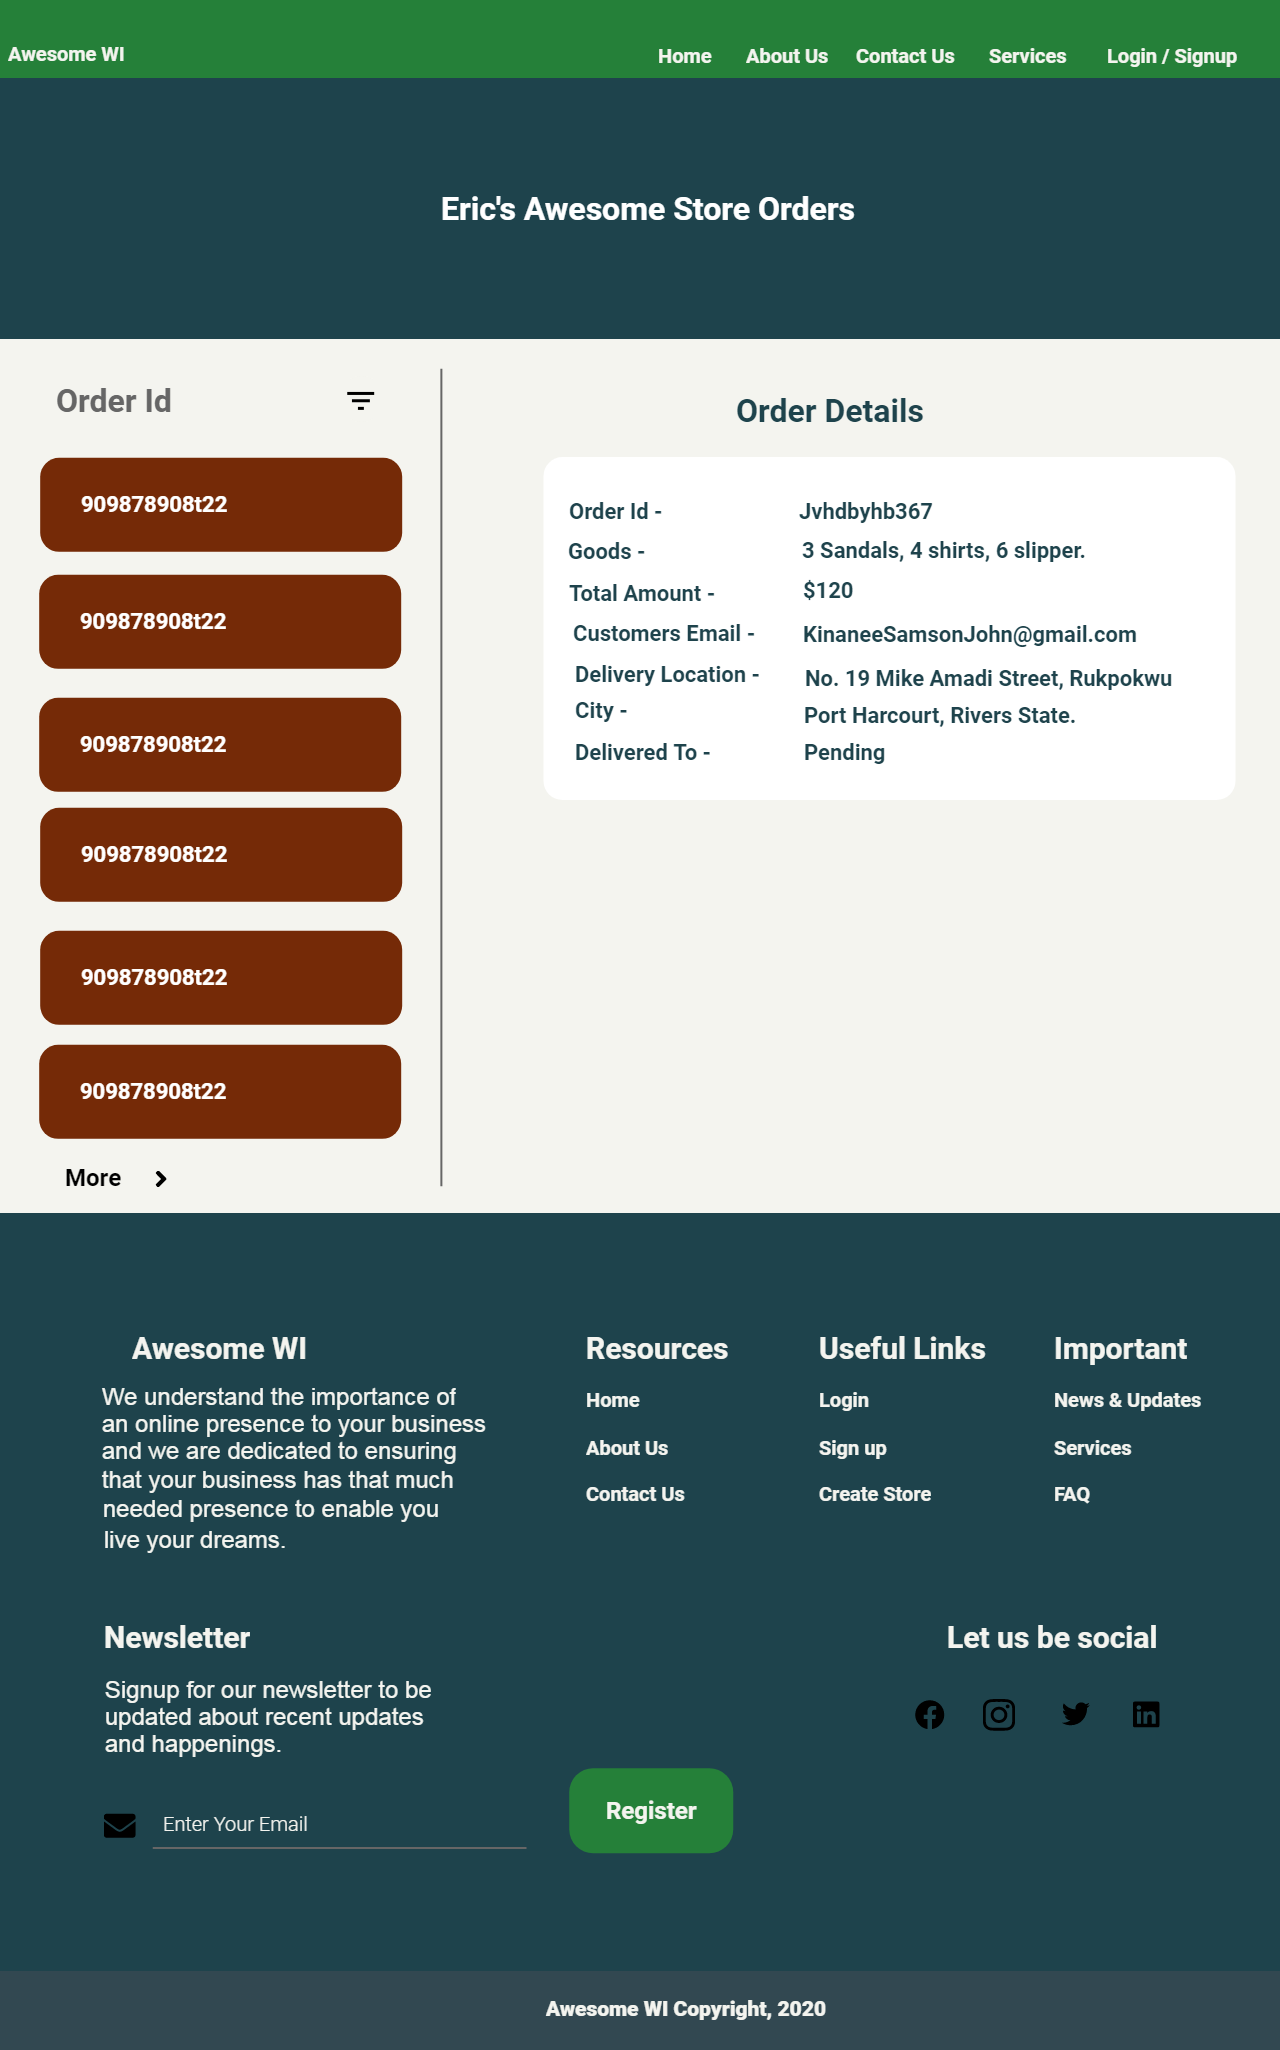 Awesome WI
Home About Us Contact Us Services Login / Signup
Eric's Awesome Store Orders
Order Id
909878908t22
909878908t22
909878908t22
909878908t22
909878908t22
909878908t22
More
Order Details
Order Id - Jvhdbyhb367
Goods - 3 Sandals, 4 shirts, 6 slipper.
Total Amount - $120
Customers Email - KinaneeSamsonJohn@gmail.com
Delivery Location - No. 19 Mike Amadi Street, Rukpokwu
City - Port Harcourt, Rivers State.
Delivered To - Pending
Awesome WI
We understand the importance of
an online presence to your business
and we are dedicated to ensuring
that your business has that much
needed presence to enable you
live your dreams.
Resources
Home
About Us
Contact Us
Useful Links
Login
Sign up
Create Store
Important
News & Updates
Services
FAQ
Newsletter
Signup for our newsletter to be
updated about recent updates
and happenings.
Enter Your Email
Register
Let us be social
Awesome WI Copyright, 2020